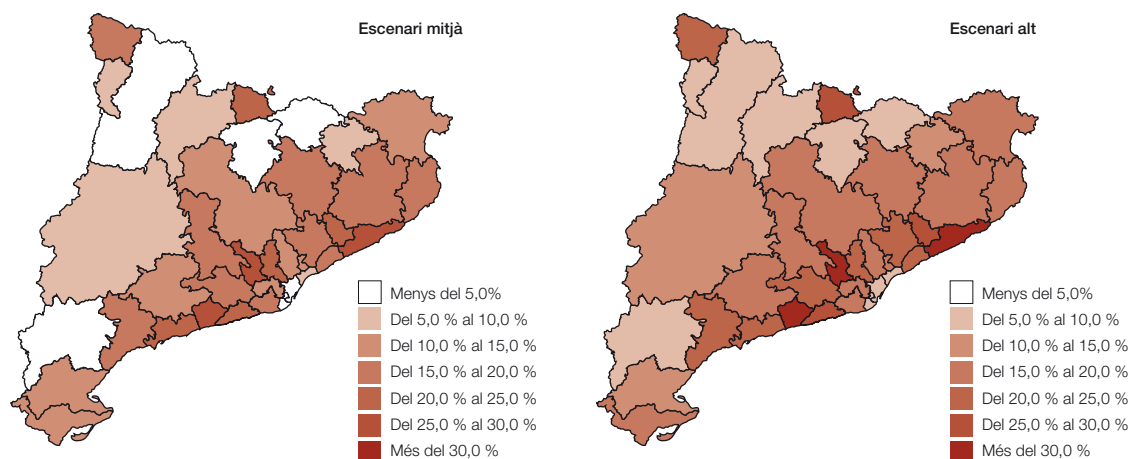 Escenari mitjà
Menys del 5,0%
Del 5,0 % al 10,0 %
Del 10,0 % al 15,0 %
Del 15,0 % al 20,0 %
Del 20,0 % al 25,0 %
Del 25,0 % al 30,0 %
Més del 30,0 %
Escenari alt
Menys del 5,0%
Del 5,0 % al 10,0 %
Del 10,0 % al 15,0 %
Del 15,0 % al 20,0 %
Del 20,0 % al 25,0 %
Del 25,0 % al 30,0 %
Més del 30,0 %